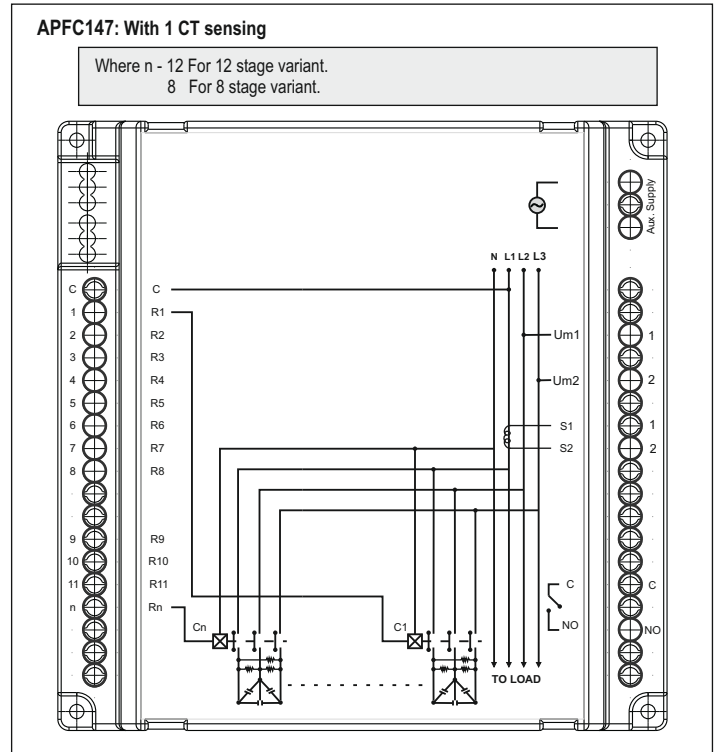 APFC147: With 1 CT sensing
Where n - 12 For 12 stage variant.
8 For 8 stage variant.
Aux. Supply
N L1 L2 L3
C C
1 R1
2 R2
3 R3
4 R4
5 R5
6 R6
7 R7
8 R8
9 R9
10 R10
11 R11
n Rn
Um1 1
Um2 2
S1 1
S2 2
C C
NO NO
Cn
C1
TO LOAD